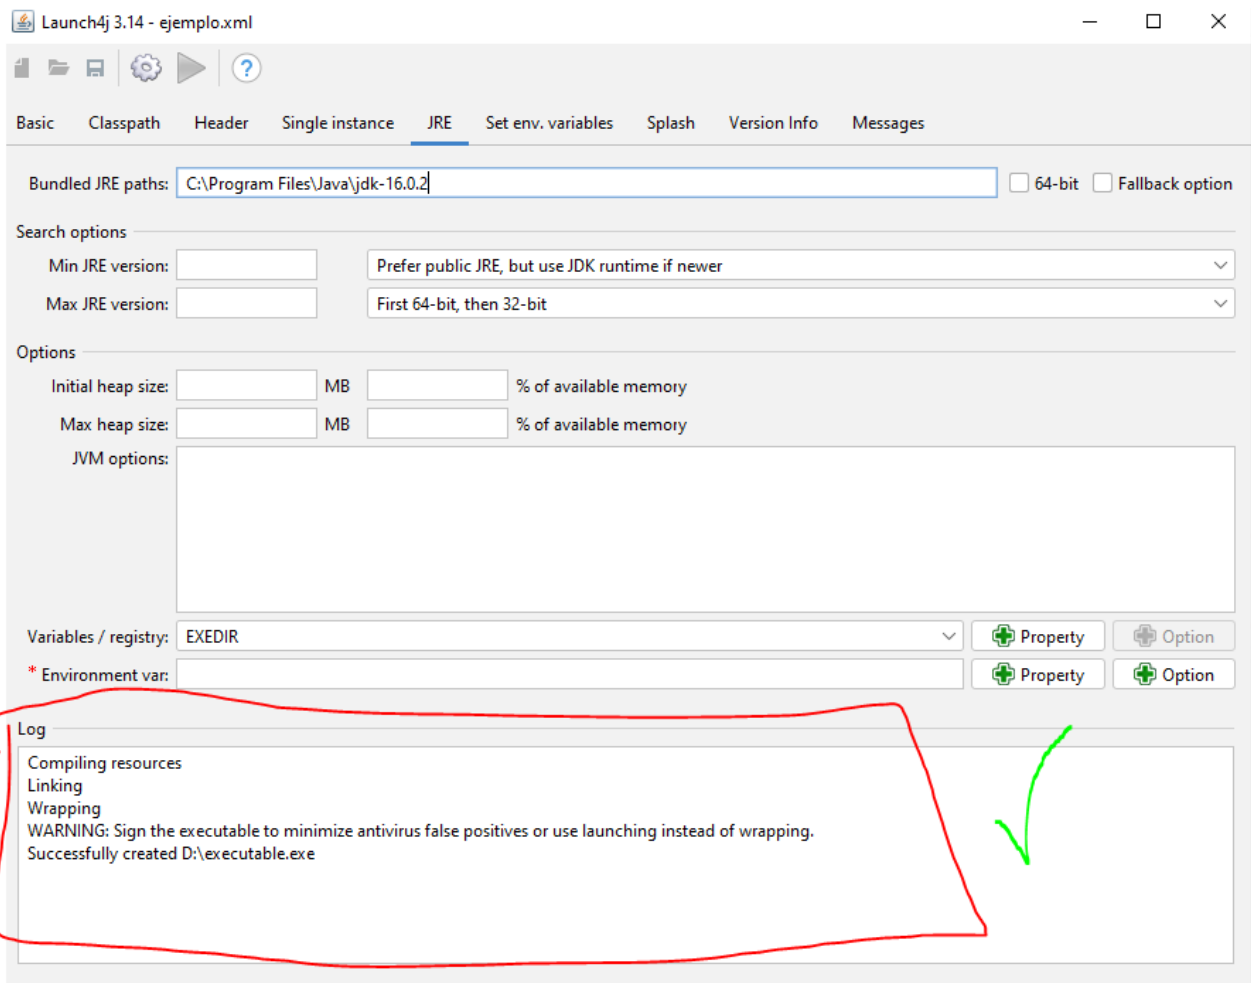 Launch4j 3.14 - ejemplo.xml
?
Basic Classpath Header Single instance JRE Set env. variables Splash Version Info Messages
Bundled JRE paths: C:\Program Files\Java\jdk-16.0.2 64-bit Fallback option
Search options
Min JRE version: Prefer public JRE, but use JDK runtime if newer
Max JRE version: First 64-bit, then 32-bit
Options
Initial heap size: MB % of available memory
Max heap size: MB % of available memory
JVM options:
Variables / registry: EXEDIR Property Option
* Environment var: Property Option
Log
Compiling resources
Linking
Wrapping
WARNING: Sign the executable to minimize antivirus false positives or use launching instead of wrapping.
Successfully created D:\executable.exe